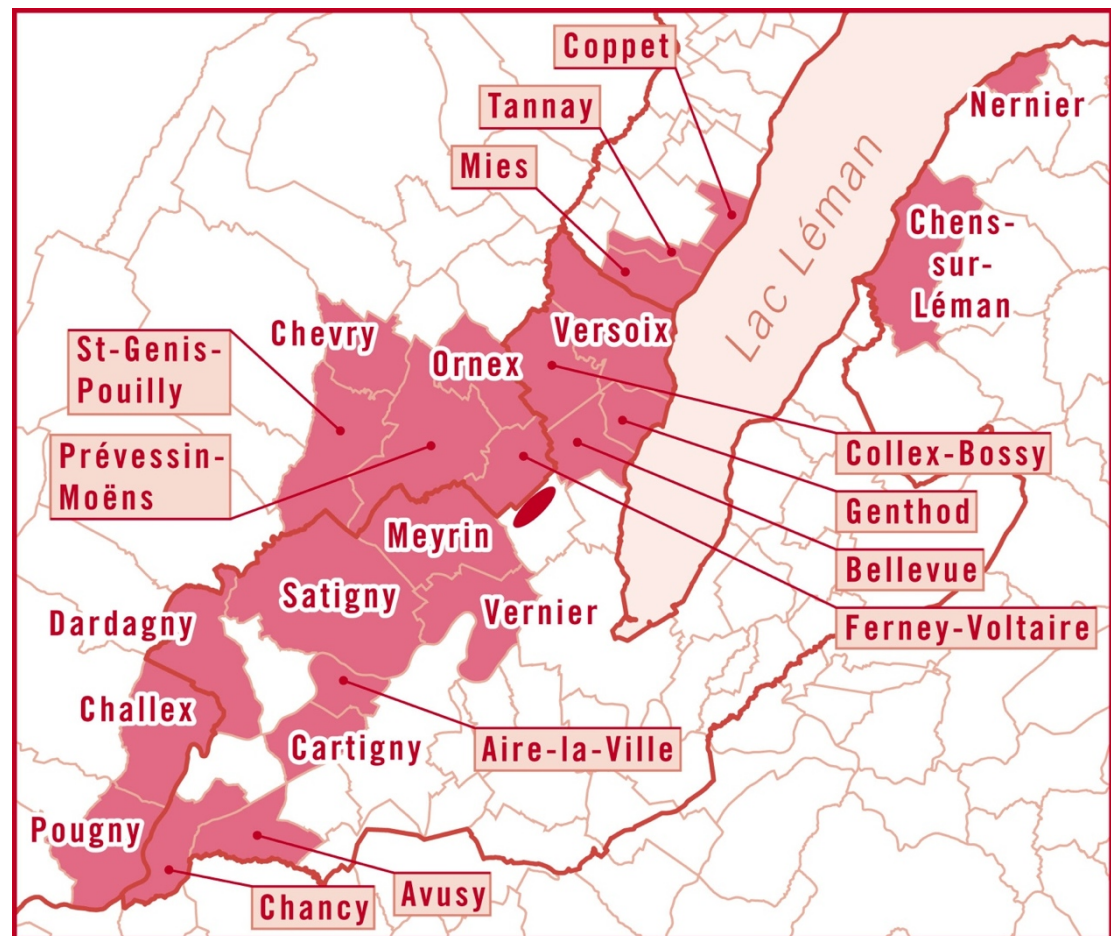 Coppet
Tannay
Mies
Nernier
Lac Léman
Chens-
sur-
Léman
Versoix
Chevry
Ornex
St-Genis-
Pouilly
Prévessin-
Moëns
Collex-Bossy
Genthod
Bellevue
Ferney-Voltaire
Meyrin
Satigny
Vernier
Dardagny
Challex
Cartigny
Aire-la-Ville
Pougny
Avusy
Chancy